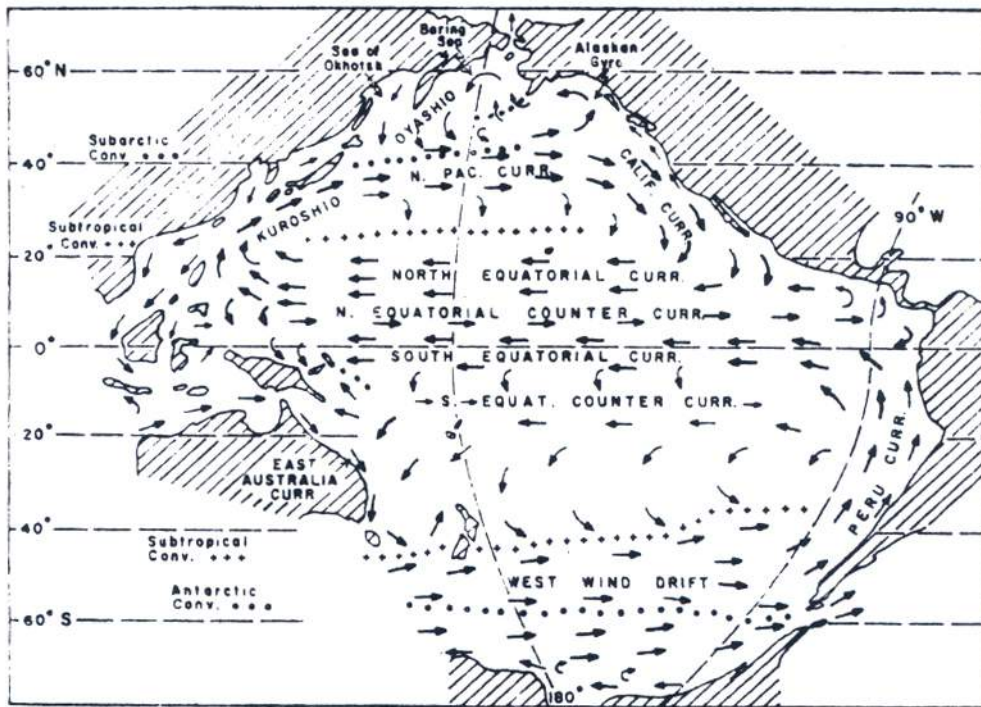 Bering
Sea
Sea of
Okhotsk
Alaskan
Gyre
60° N
OYASHIO
Subarctic
Conv.
40°
N. PAC. CURR.
CALIF. CURR.
KUROSHIO
90° W
Subtropical
Conv.
20°
NORTH EQUATORIAL CURR.
N. EQUATORIAL COUNTER CURR.
0°
SOUTH EQUATORIAL CURR.
S. EQUAT. COUNTER CURR.
20°
EAST
AUSTRALIA
CURR
PERU CURR.
40°
Subtropical
Conv.
WEST WIND DRIFT
Antarctic
Conv.
60° S
180°